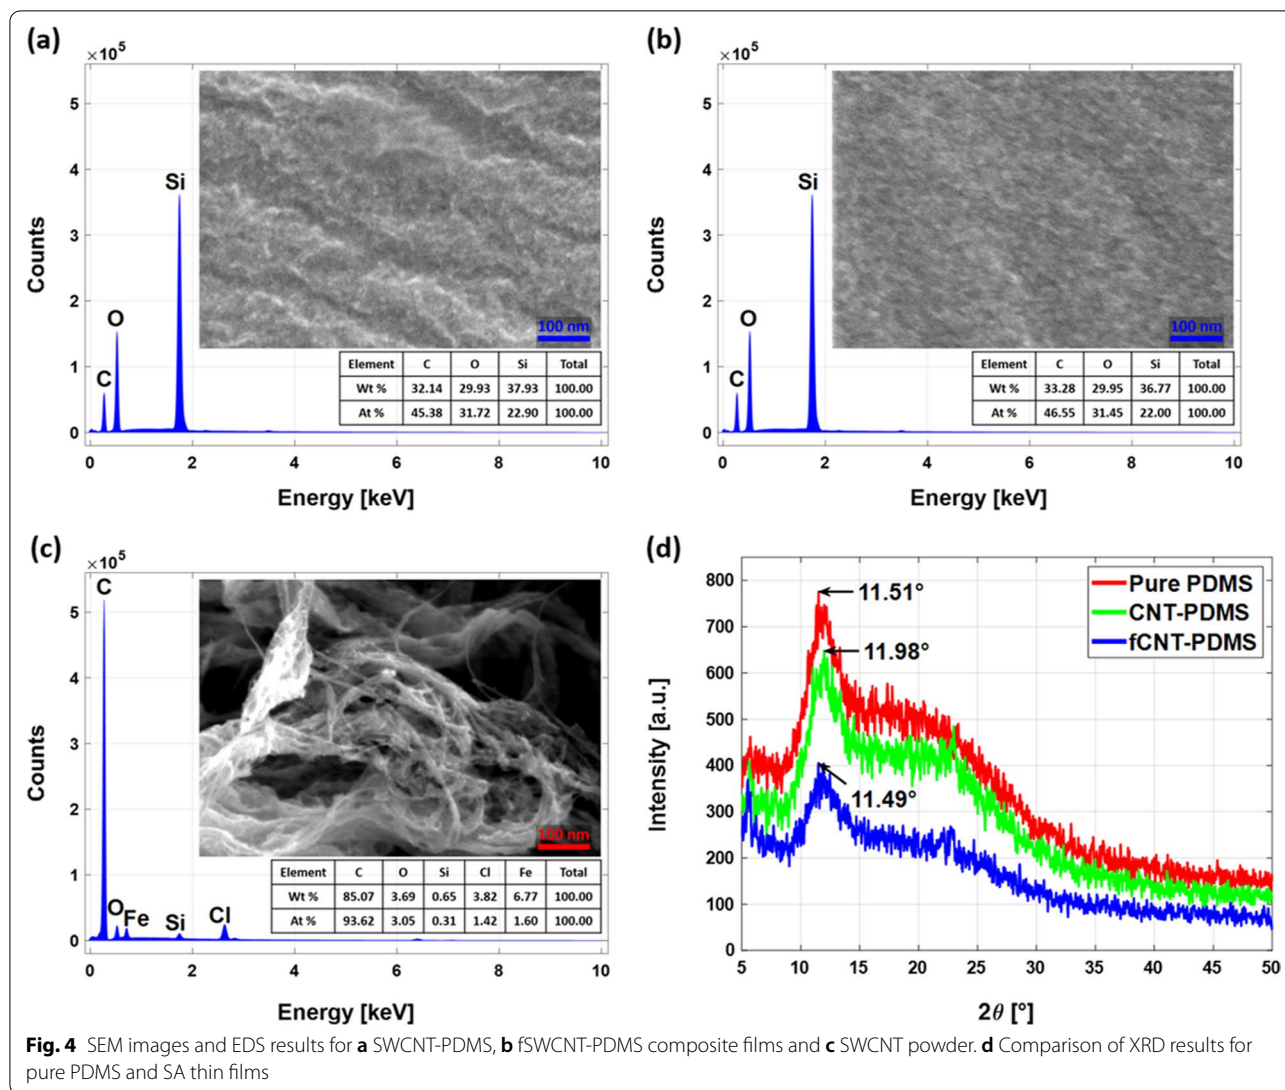 (a)
×10⁵
5
4
3
2
1
0
Counts
Si
O
C
100 nm
Element C O Si Total
Wt % 32.14 29.93 37.93 100.00
At % 45.38 31.72 22.90 100.00
0 2 4 6 8 10
Energy [keV]
(b)
×10⁵
5
4
3
2
1
0
Counts
Si
O
C
100 nm
Element C O Si Total
Wt % 33.28 29.95 36.77 100.00
At % 46.55 31.45 22.00 100.00
0 2 4 6 8 10
Energy [keV]
(c)
×10⁵
C
5
4
3
2
1
0
Counts
O
Fe
Si
Cl
100 nm
Element C O Si Cl Fe Total
Wt % 85.07 3.69 0.65 3.82 6.77 100.00
At % 93.62 3.05 0.31 1.42 1.60 100.00
0 2 4 6 8 10
Energy [keV]
(d)
800
700
600
500
400
300
200
100
0
Intensity [a.u.]
11.51°
11.98°
11.49°
Pure PDMS
CNT-PDMS
fCNT-PDMS
5 10 15 20 25 30 35 40 45 50
2θ [°]
Fig. 4 SEM images and EDS results for a SWCNT-PDMS, b fSWCNT-PDMS composite films and c SWCNT powder. d Comparison of XRD results for
pure PDMS and SA thin films